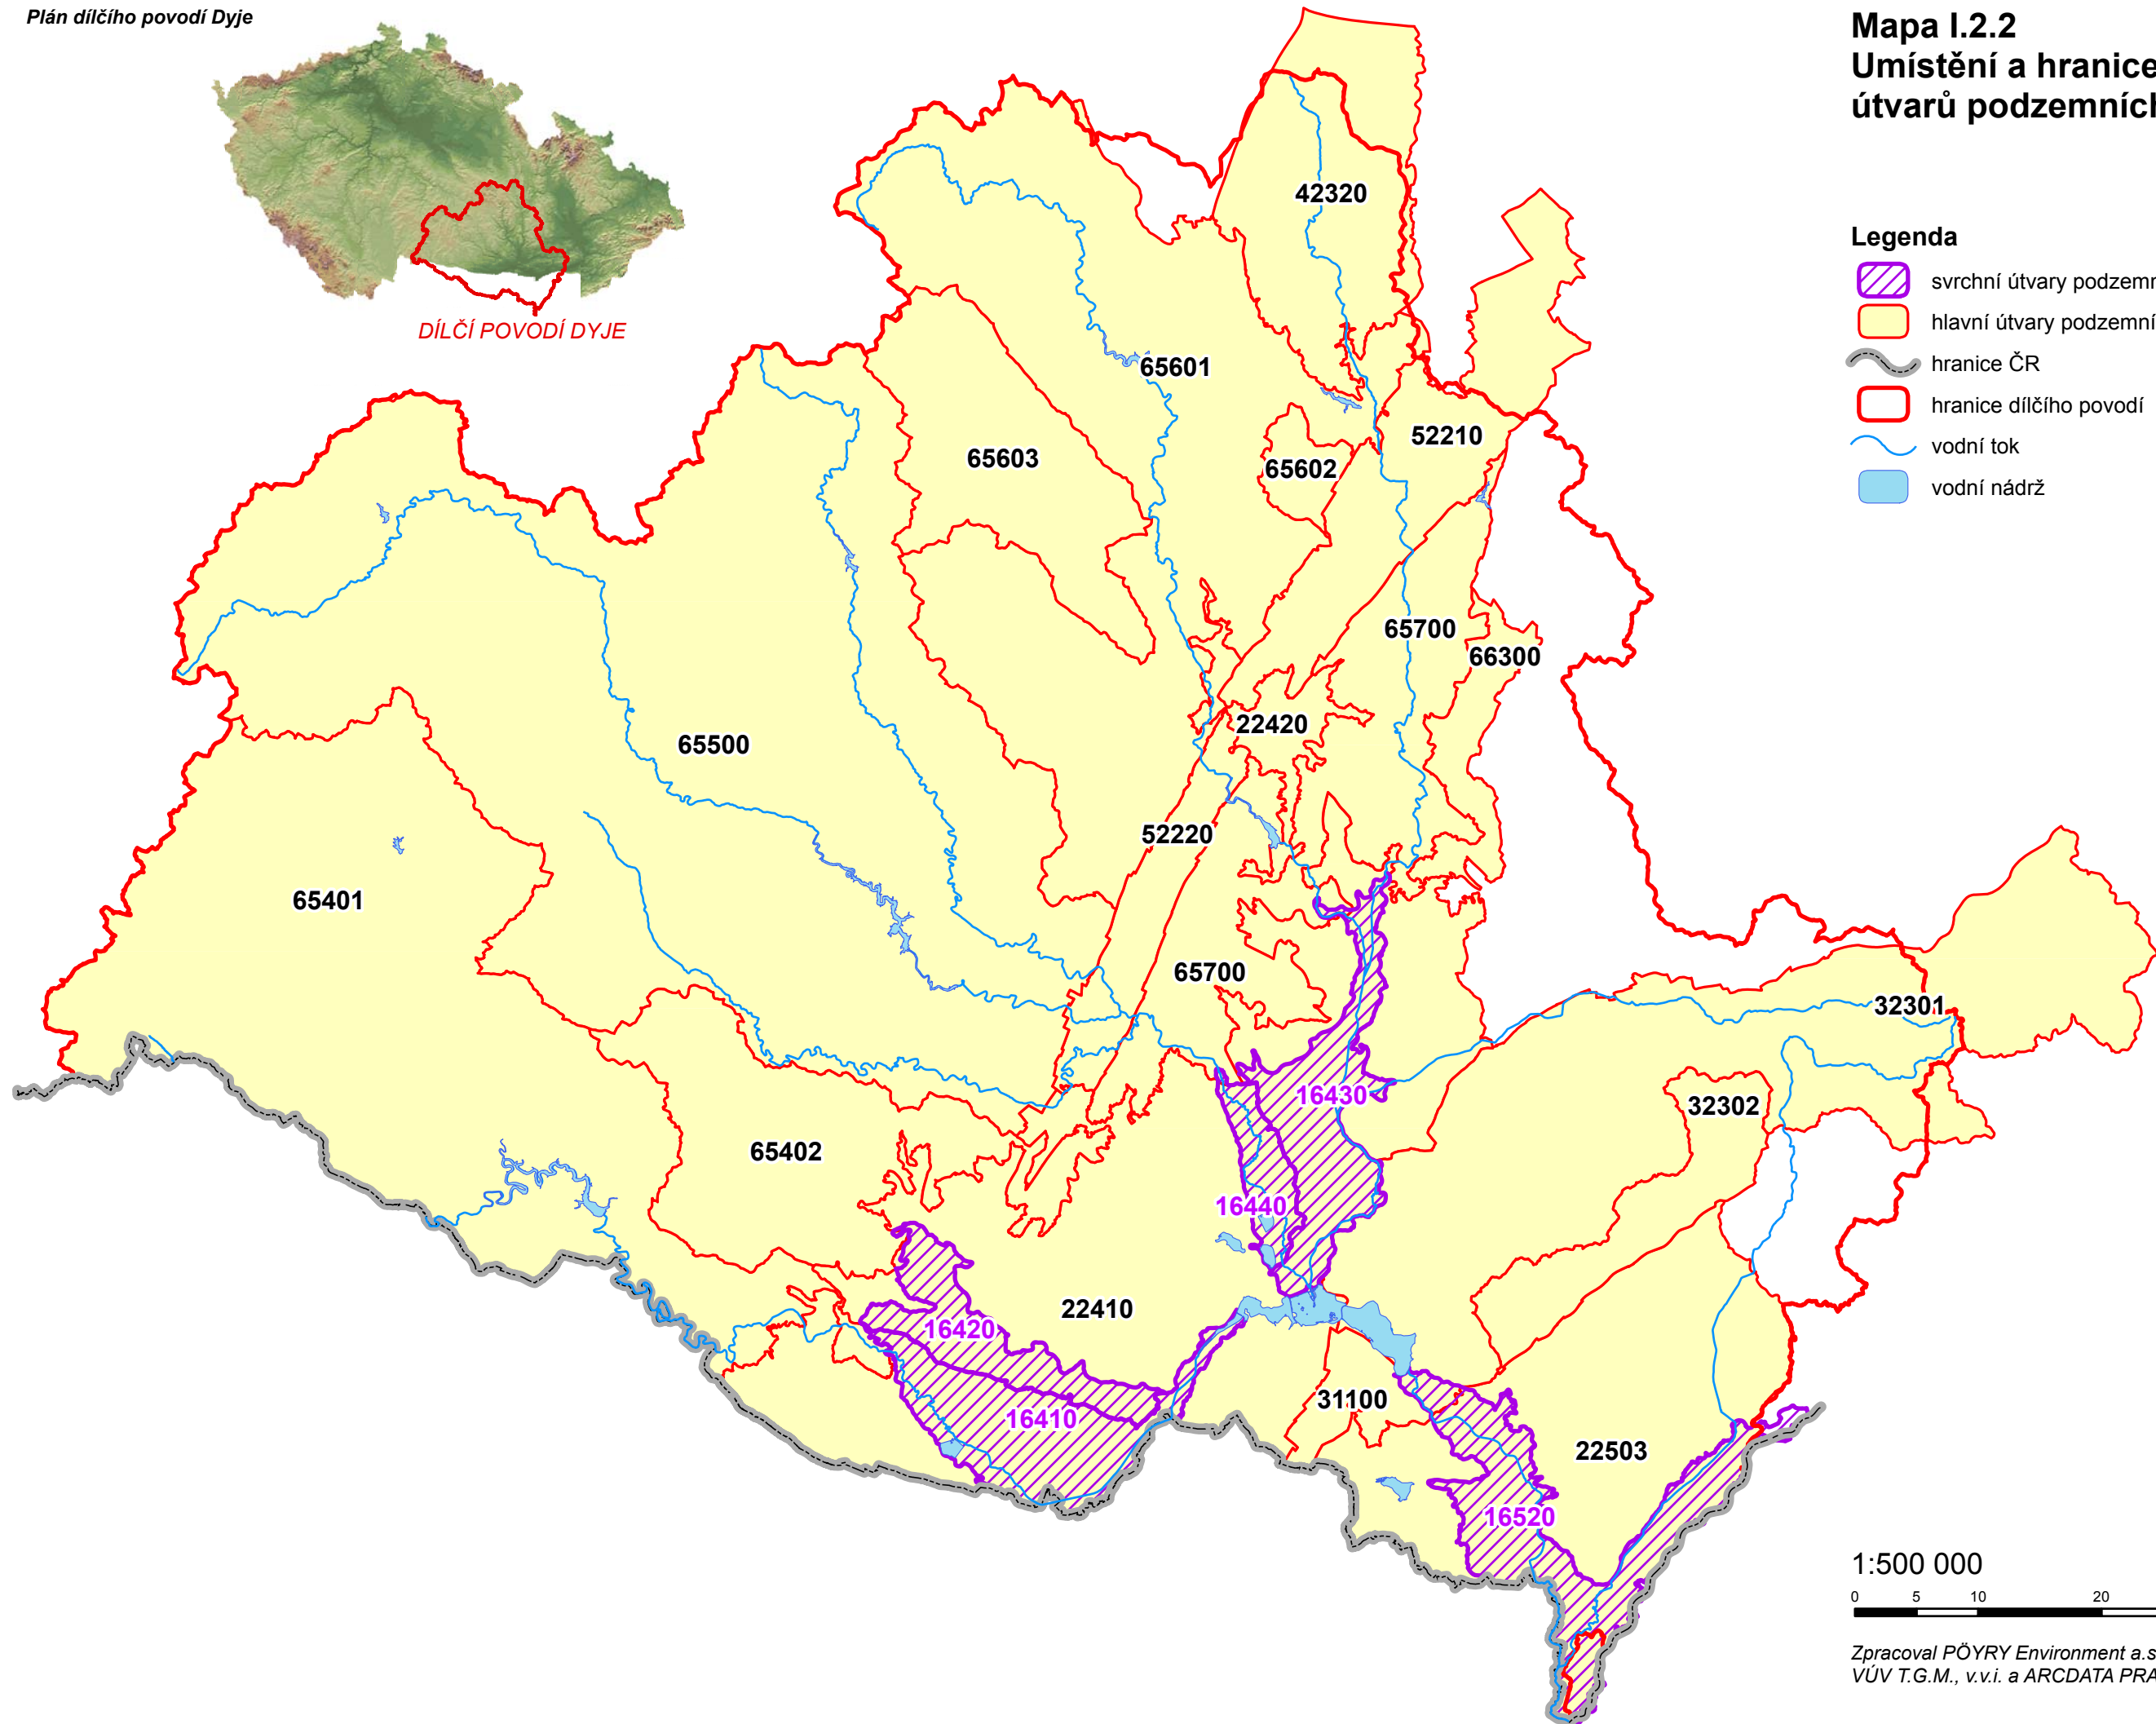 Plán dílčího povodí Dyje
DÍLČÍ POVODÍ DYJE
Mapa I.2.2
Umístění a hranice
útvarů podzemních
Legenda
svrchní útvary podzemn
hlavní útvary podzemní
hranice ČR
hranice dílčího povodí
vodní tok
vodní nádrž
42320
65601
52210
65603
65602
65700
66300
22420
65500
52220
65401
65700
32301
16430
32302
65402
16440
22410
16420
31100
16410
22503
16520
1:500 000
0 5 10 20
Zpracoval PÖYRY Environment a.s
VÚV T.G.M., v.v.i. a ARCDATA PRA